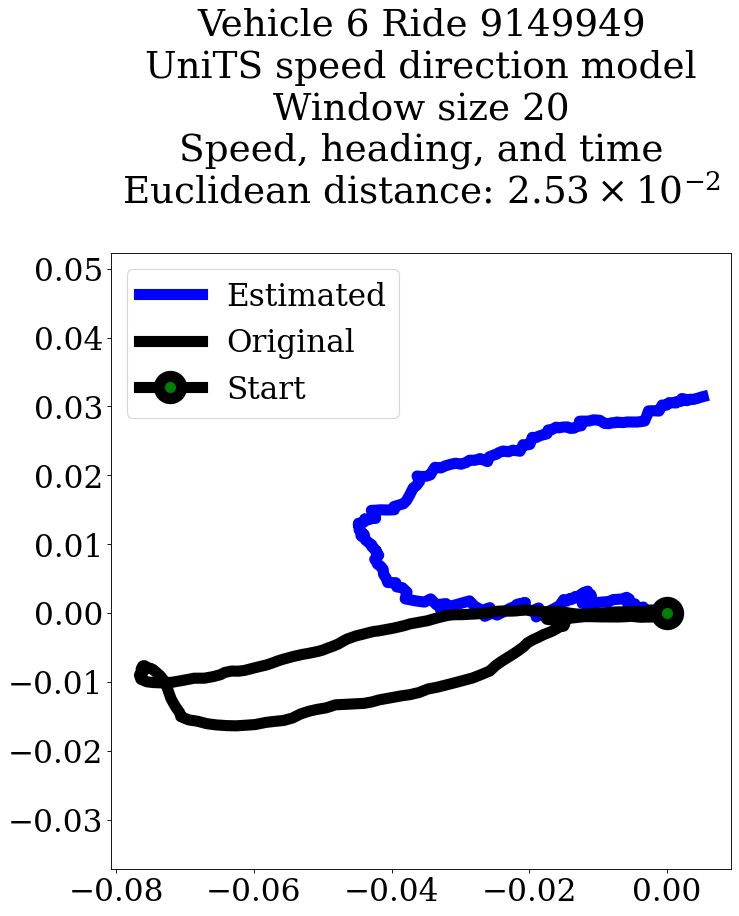 Vehicle 6 Ride 9149949
UniTS speed direction model
Window size 20
Speed, heading, and time
Euclidean distance: 2.53 × 10⁻²
0.05
0.04
0.03
0.02
0.01
0.00
−0.01
−0.02
−0.03
Estimated
Original
Start
−0.08 −0.06 −0.04 −0.02 0.00